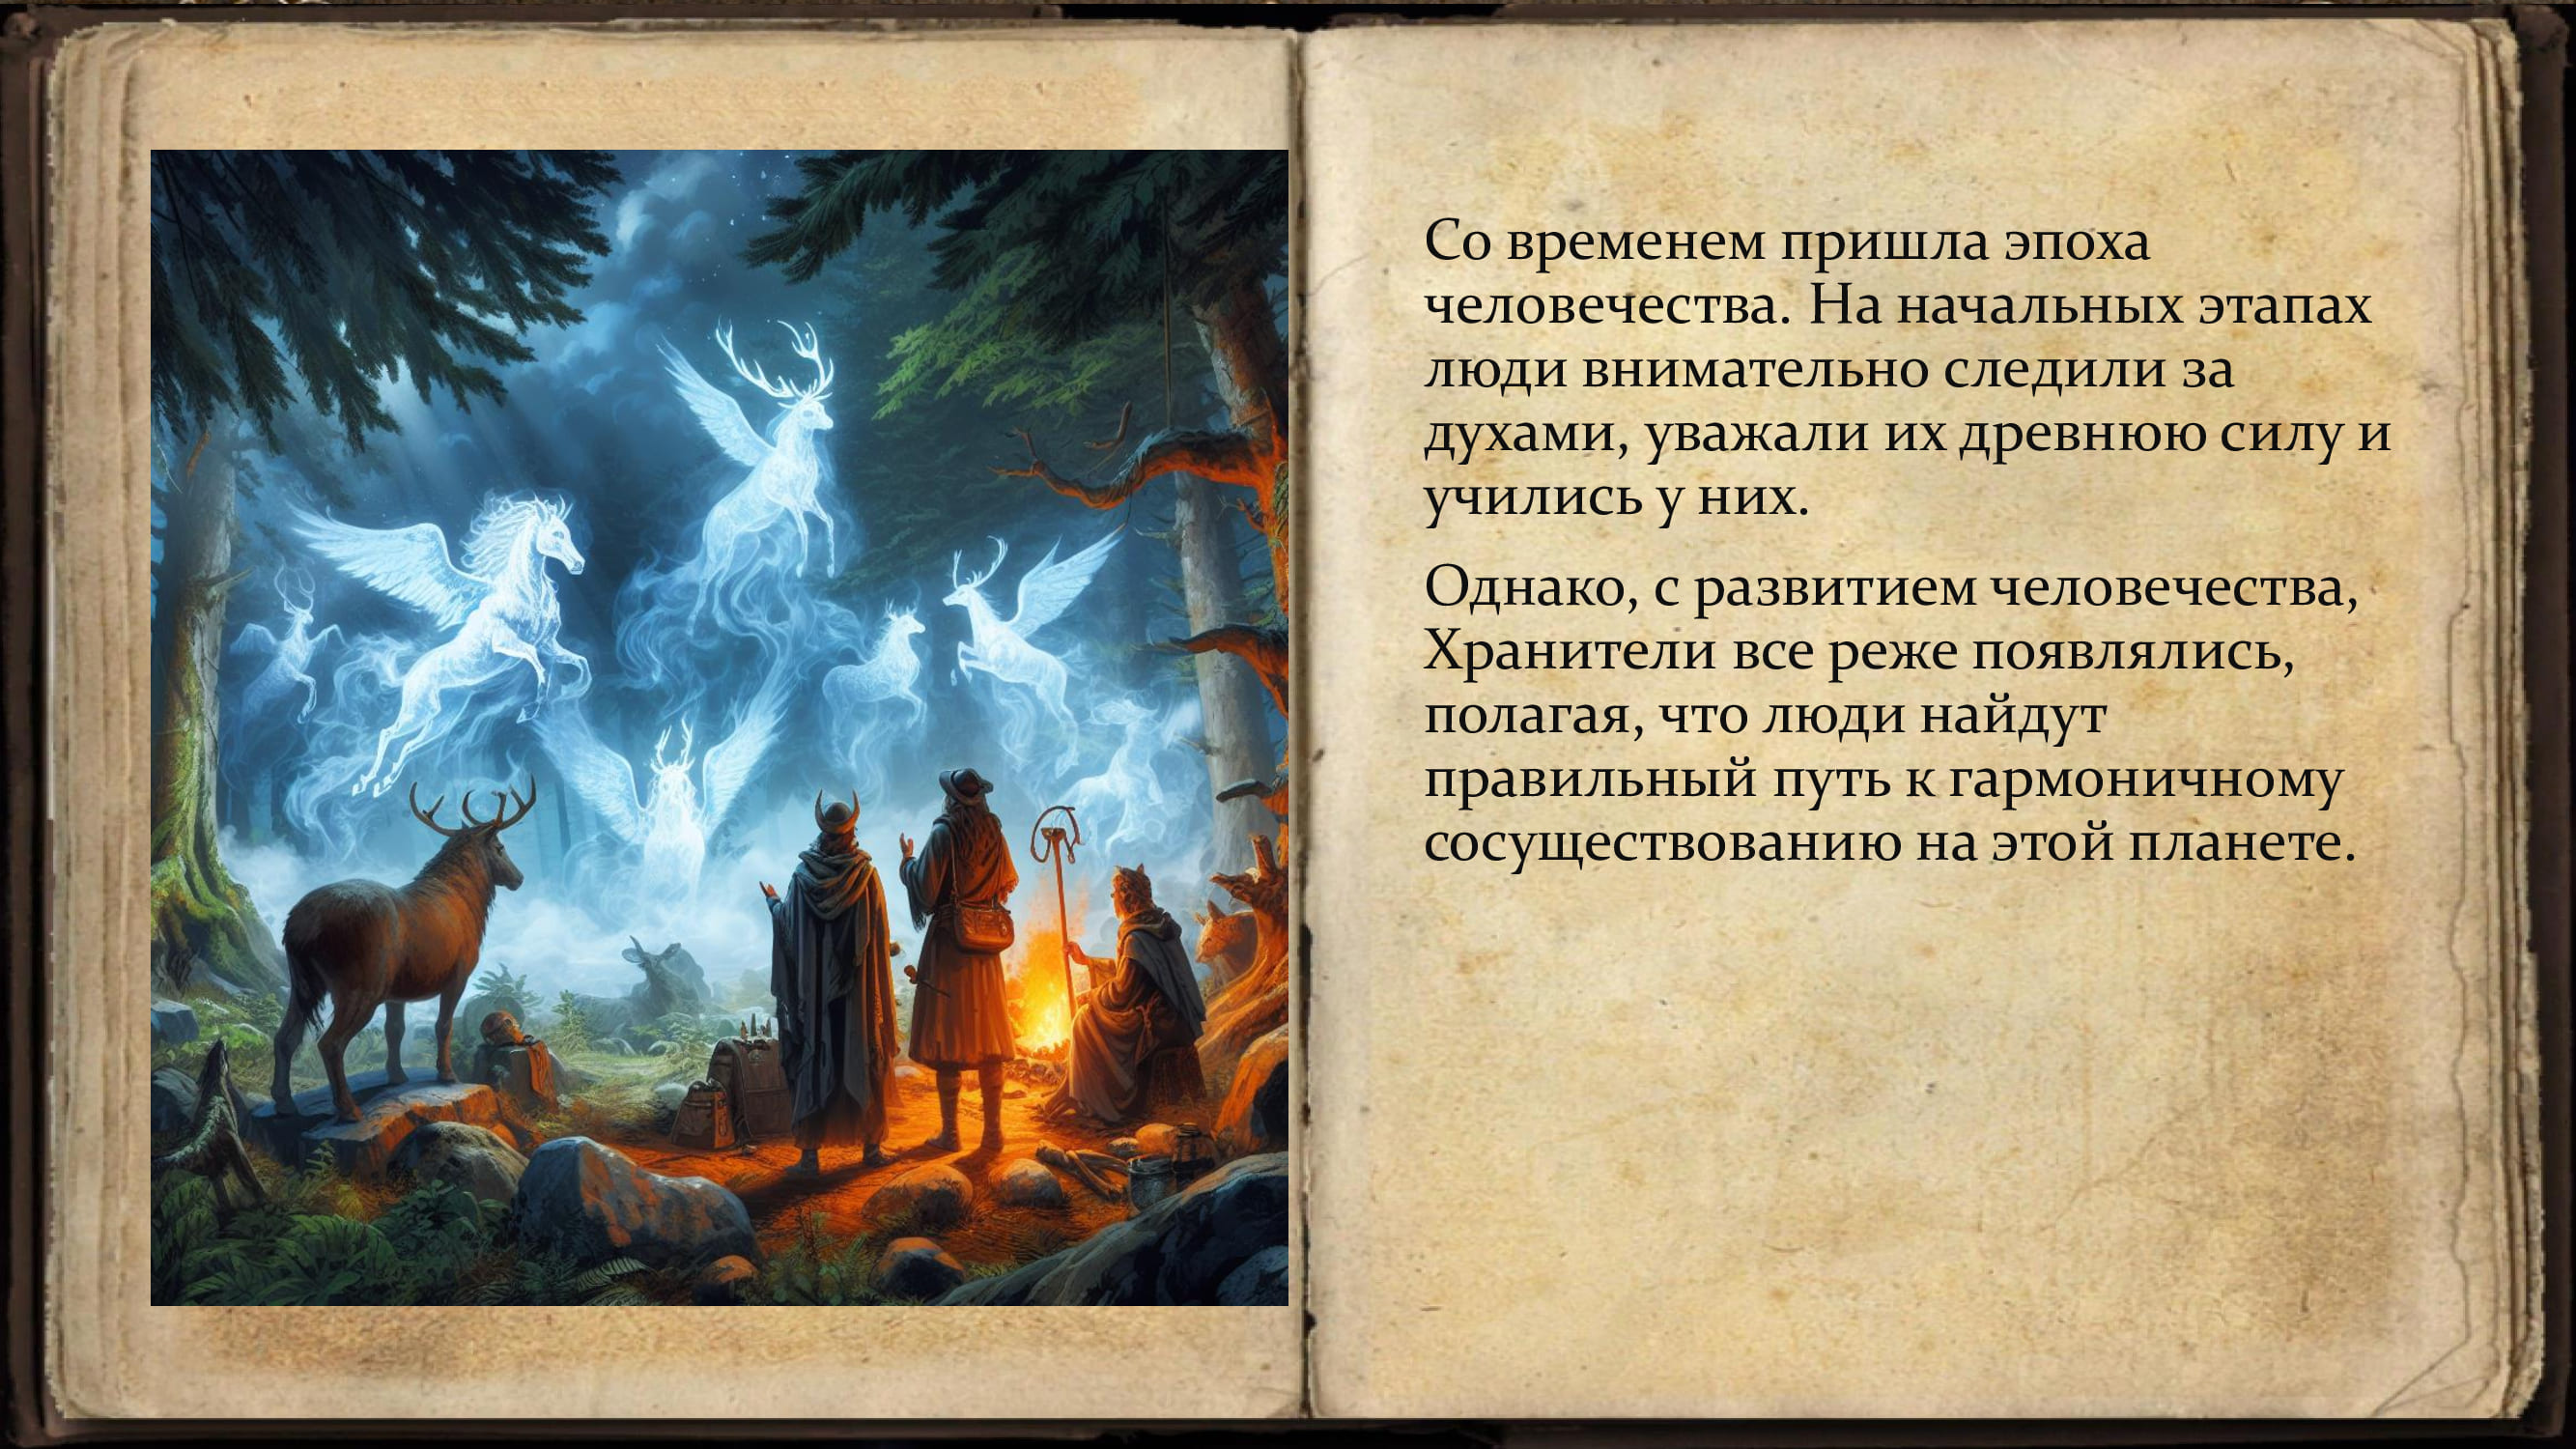 Со временем пришла эпоха
человечества. На начальных этапах
люди внимательно следили за
духами, уважали их древнюю силу и
учились у них.
Однако, с развитием человечества,
Хранители все реже появлялись,
полагая, что люди найдут
правильный путь к гармоничному
сосуществованию на этой планете.